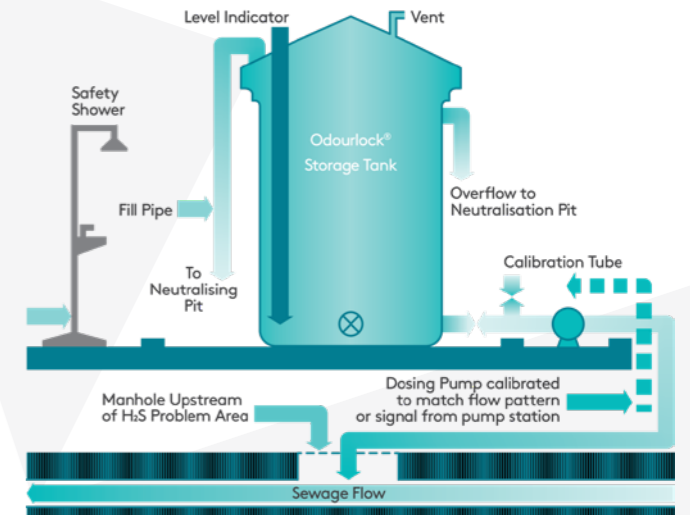 Level Indicator
Vent
Safety
Shower
Odourlock®
Storage Tank
Fill Pipe
Overflow to
Neutralisation Pit
To
Neutralising
Pit
Calibration Tube
Manhole Upstream
of H₂S Problem Area
Dosing Pump calibrated
to match flow pattern
or signal from pump station
Sewage Flow